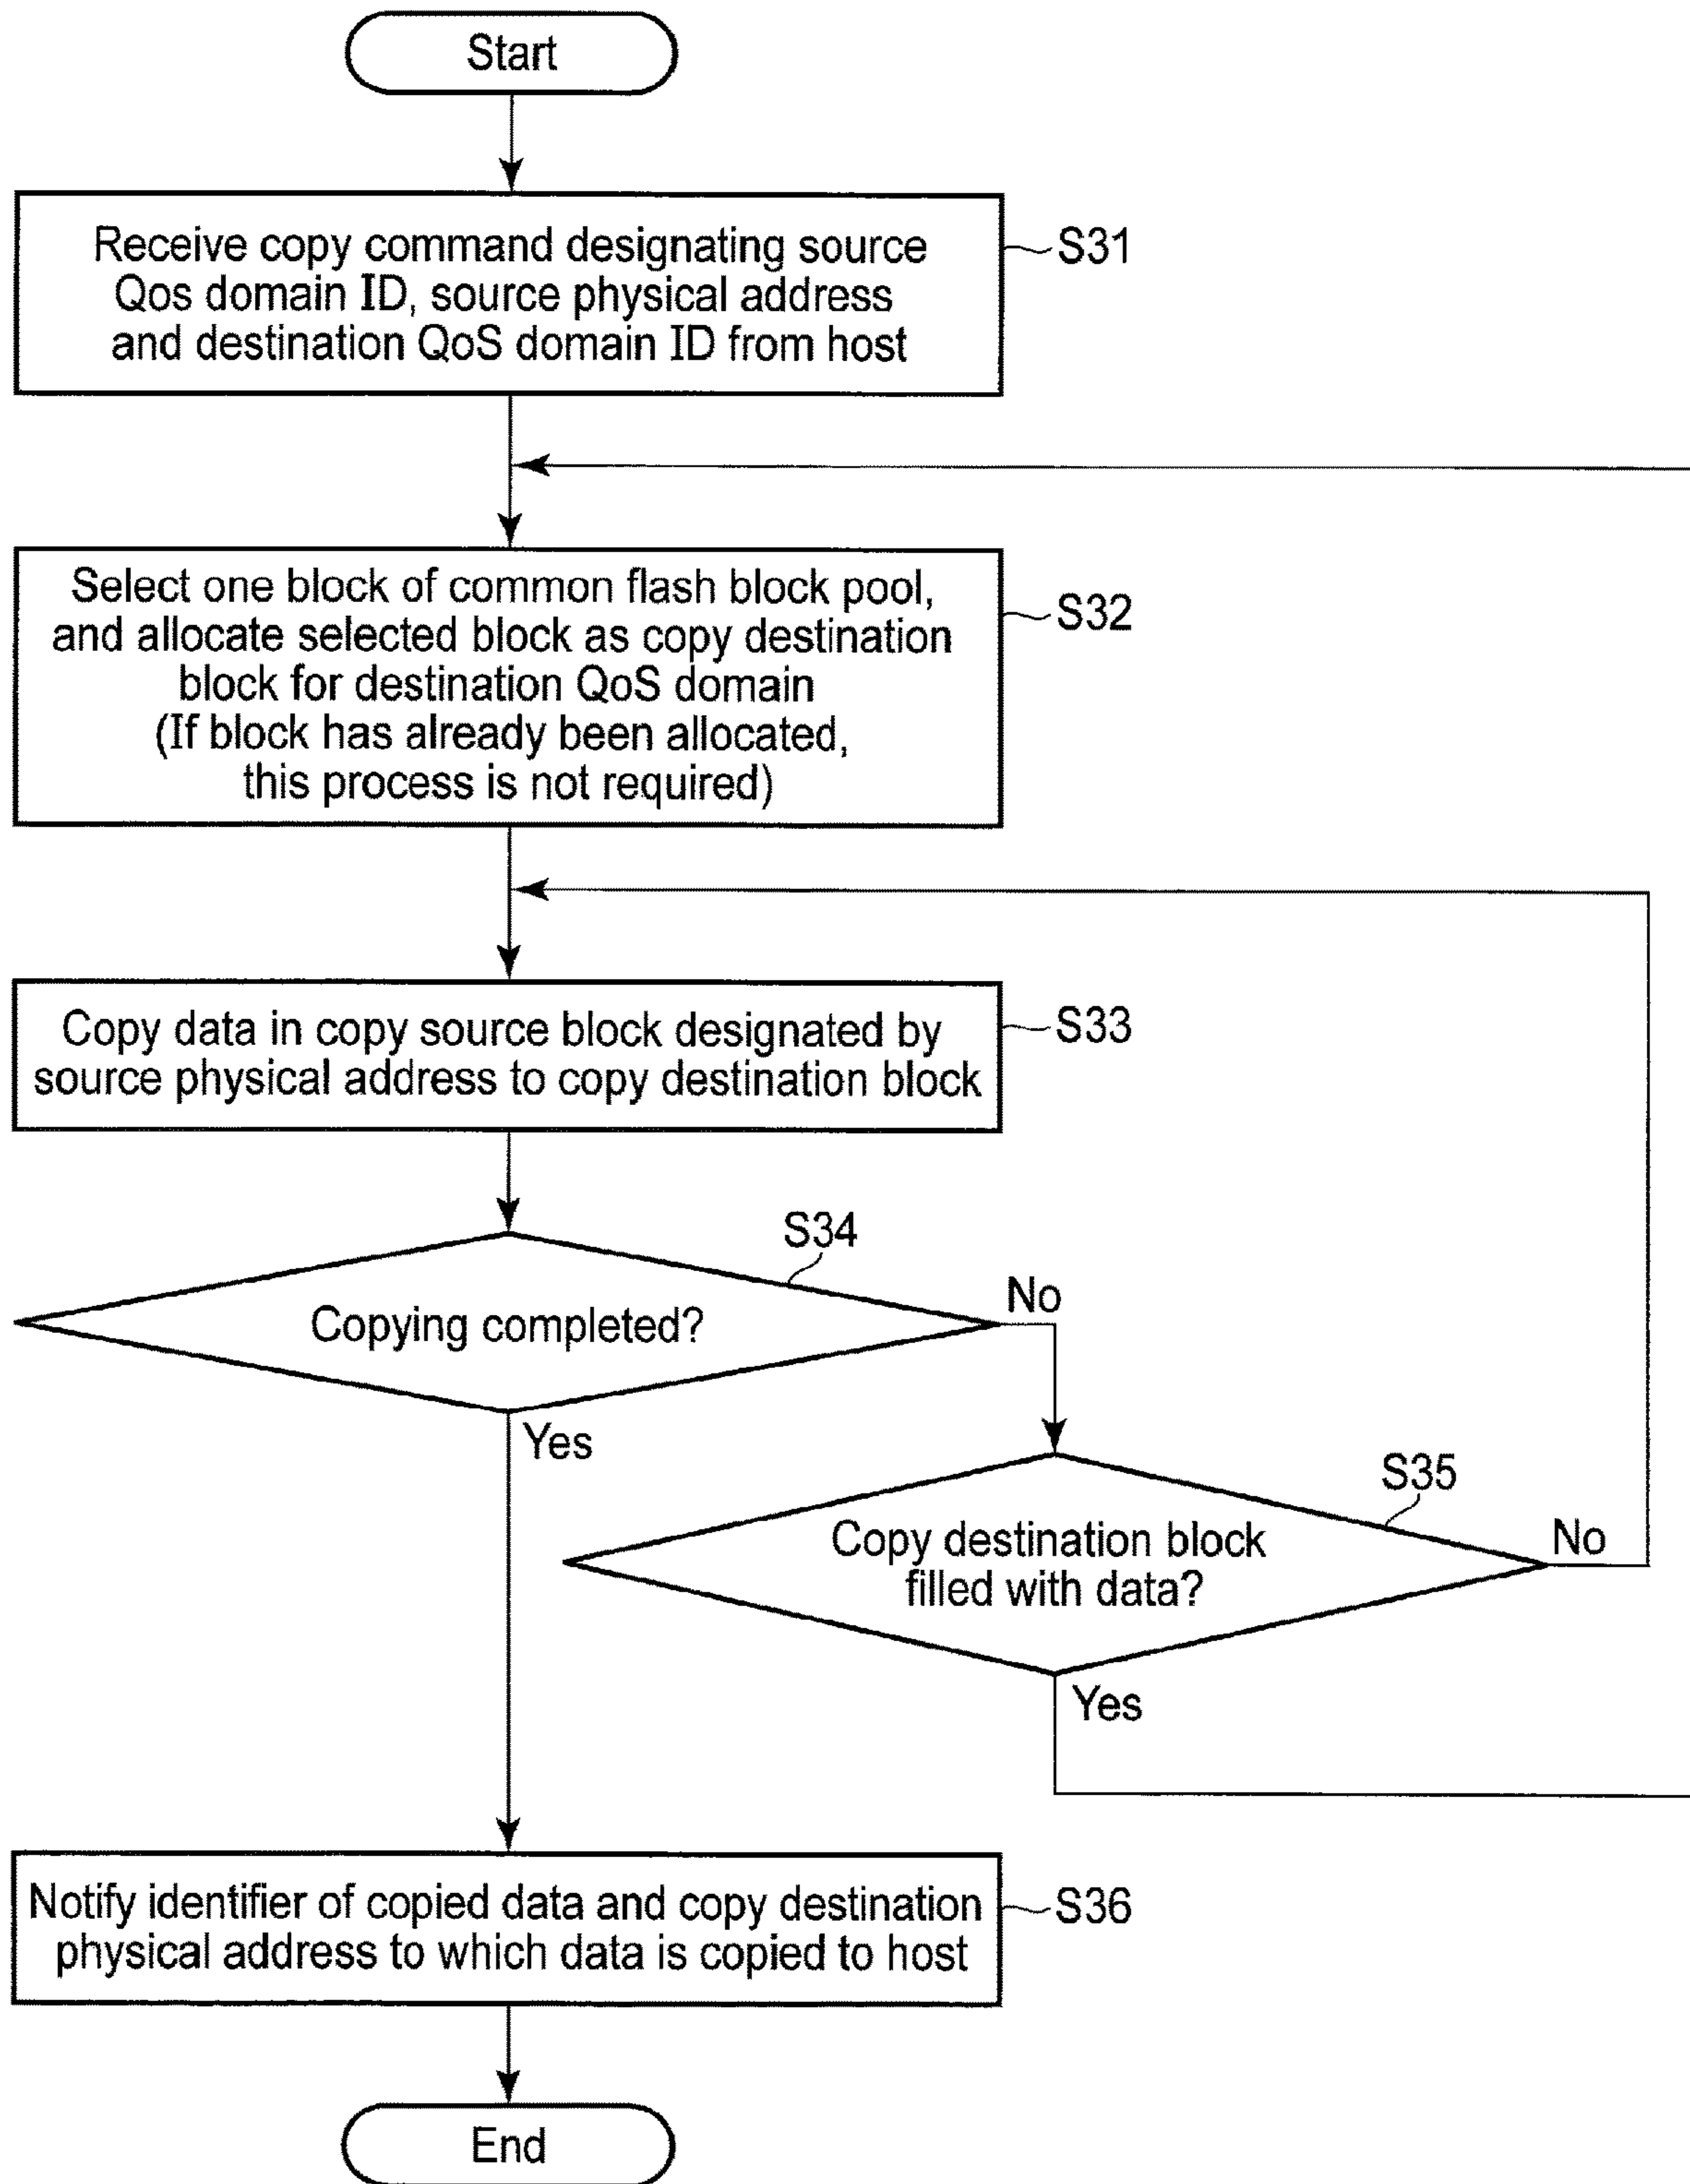 Start
Receive copy command designating source
Qos domain ID, source physical address
and destination QoS domain ID from host
S31
Select one block of common flash block pool,
and allocate selected block as copy destination
block for destination QoS domain
(If block has already been allocated,
this process is not required)
S32
Copy data in copy source block designated by
source physical address to copy destination block
S33
S34
Copying completed?
No
Yes
S35
Copy destination block
filled with data?
No
Yes
Notify identifier of copied data and copy destination
physical address to which data is copied to host
S36
End